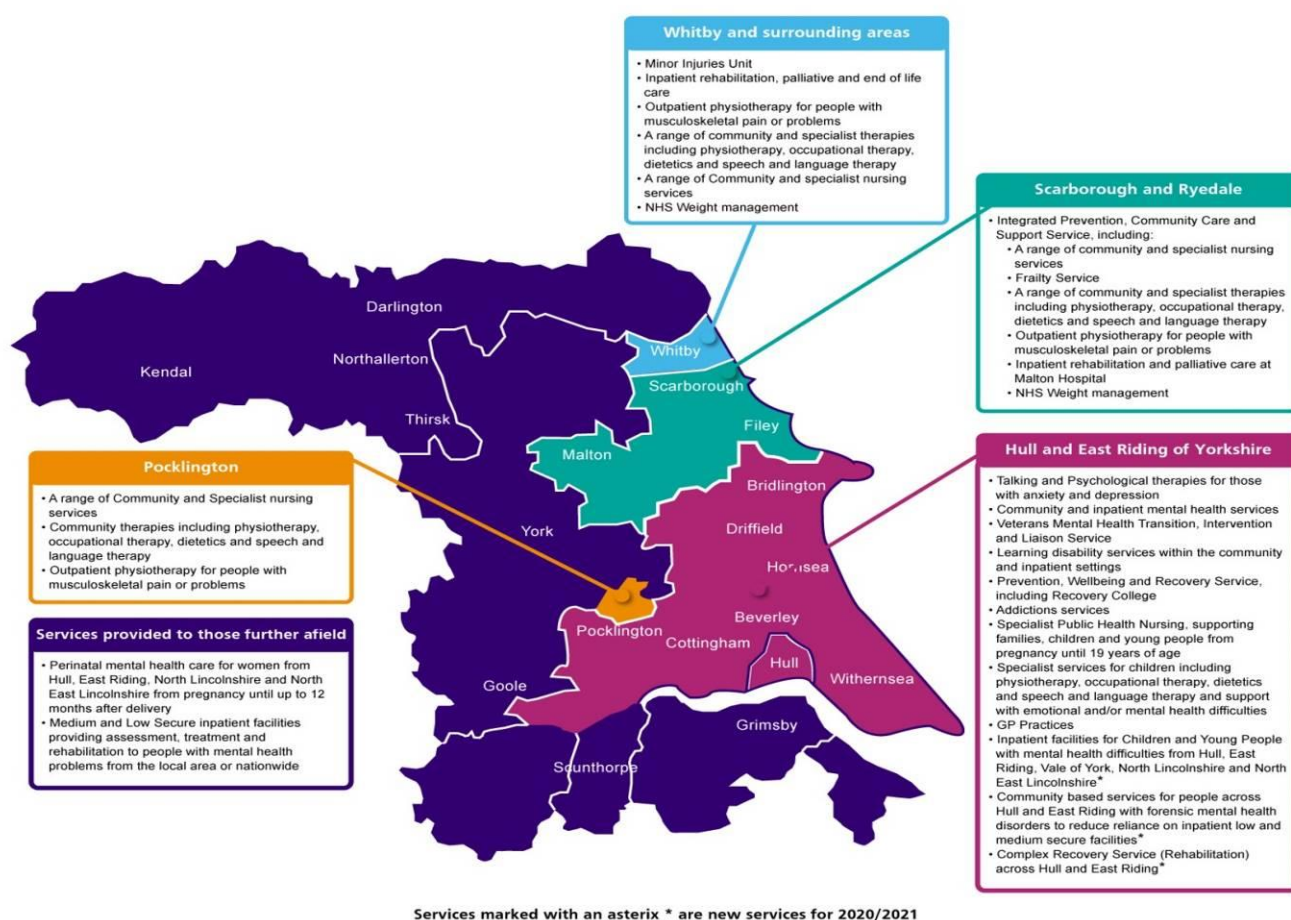 Whitby and surrounding areas
• Minor Injuries Unit
• Inpatient rehabilitation, palliative and end of life
care
• Outpatient physiotherapy for people with
musculoskeletal pain or problems
• A range of community and specialist therapies
including physiotherapy, occupational therapy,
dietetics and speech and language therapy
• A range of Community and specialist nursing
services
• NHS Weight management
Scarborough and Ryedale
• Integrated Prevention, Community Care and
Support Service, including:
• A range of community and specialist nursing
services
• Frailty Service
• A range of community and specialist therapies
including physiotherapy, occupational therapy,
dietetics and speech and language therapy
• Outpatient physiotherapy for people with
musculoskeletal pain or problems
• Inpatient rehabilitation and palliative care at
Malton Hospital
• NHS Weight management
Darlington
Northallerton
Kendal
Thirsk
Whitby
Scarborough
Filey
Malton
Bridlington
Driffield
York
Hornsea
Beverley
Pocklington
Cottingham
Hull
Goole
Withernsea
Grimsby
Scunthorpe
Pocklington
• A range of Community and Specialist nursing
services
• Community therapies including physiotherapy,
occupational therapy, dietetics and speech and
language therapy
• Outpatient physiotherapy for people with
musculoskeletal pain or problems
Services provided to those further afield
• Perinatal mental health care for women from
Hull, East Riding, North Lincolnshire and North
East Lincolnshire from pregnancy until up to 12
months after delivery
• Medium and Low Secure inpatient facilities
providing assessment, treatment and
rehabilitation to people with mental health
problems from the local area or nationwide
Hull and East Riding of Yorkshire
• Talking and Psychological therapies for those
with anxiety and depression
• Community and inpatient mental health services
• Veterans Mental Health Transition, Intervention
and Liaison Service
• Learning disability services within the community
and inpatient settings
• Prevention, Wellbeing and Recovery Service,
including Recovery College
• Addictions services
• Specialist Public Health Nursing, supporting
families, children and young people from
pregnancy until 19 years of age
• Specialist services for children including
physiotherapy, occupational therapy, dietetics
and speech and language therapy and support
with emotional and/or mental health difficulties
• GP Practices
• Inpatient facilities for Children and Young People
with mental health difficulties from Hull, East
Riding, Vale of York, North Lincolnshire and North
East Lincolnshire*
• Community based services for people across
Hull and East Riding with forensic mental health
disorders to reduce reliance on inpatient low and
medium secure facilities*
• Complex Recovery Service (Rehabilitation)
across Hull and East Riding*
Services marked with an asterix * are new services for 2020/2021